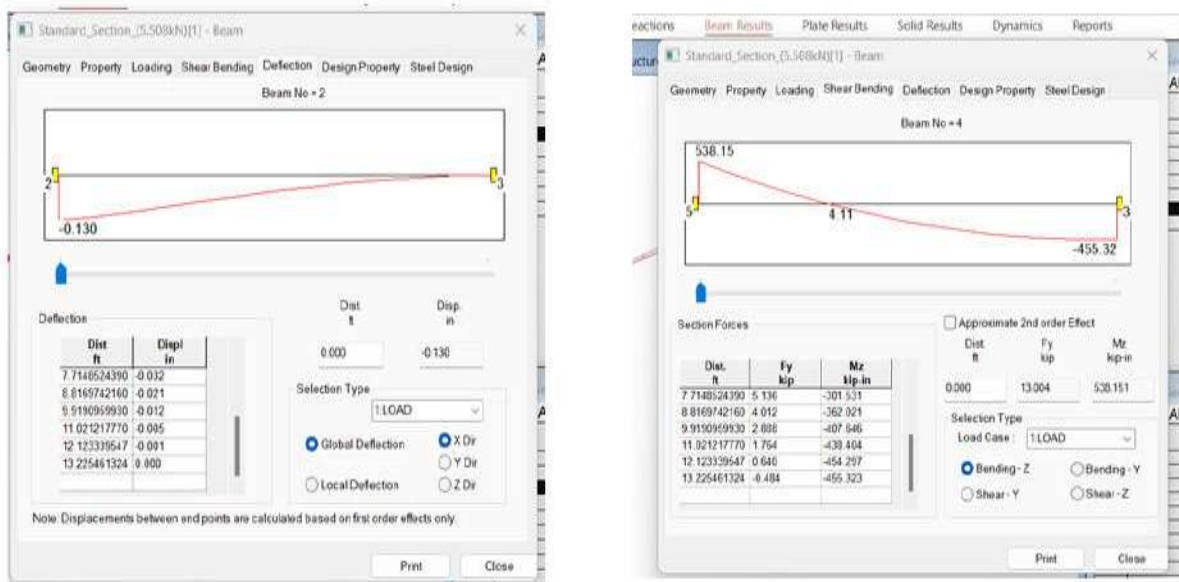 Standard_Section_(5.508kN)[1] - Beam
Geometry Property Loading Shear Bending Deflection Design Property Steel Design
Beam No = 2
2
3
-0.130
Dist. ft
Disp. in
0.000
-0.130
Deflection
Dist ft Displ in
7.7148524390 -0.032
8.8169742160 -0.021
9.9190959930 -0.012
11.021217770 -0.005
12.123339547 -0.001
13.225461324 0.000
Selection Type
1:LOAD
Global Deflection
X Dir
Y Dir
Local Deflection
Z Dir
Note: Displacements between end points are calculated based on first order effects only.
Print Close
eactions Beam Results Plate Results Solid Results Dynamics Reports
Standard_Section_(5.508kN)[1] - Beam
Geometry Property Loading Shear Bending Deflection Design Property Steel Design
Beam No = 4
538.15
5
4.11
3
-455.32
Section Forces
Approximate 2nd order Effect
Dist. ft
Fy kip
Mz kip-in
0.000 13.004 538.151
Dist. ft Fy kip Mz kip-in
7.7148524390 5.136 -301.531
8.8169742160 4.012 -362.021
9.9190959930 2.888 -407.646
11.021217770 1.764 -438.404
12.123339547 0.640 -454.297
13.225461324 -0.484 -455.323
Selection Type
Load Case : 1:LOAD
Bending - Z
Bending - Y
Shear - Y
Shear - Z
Print Close